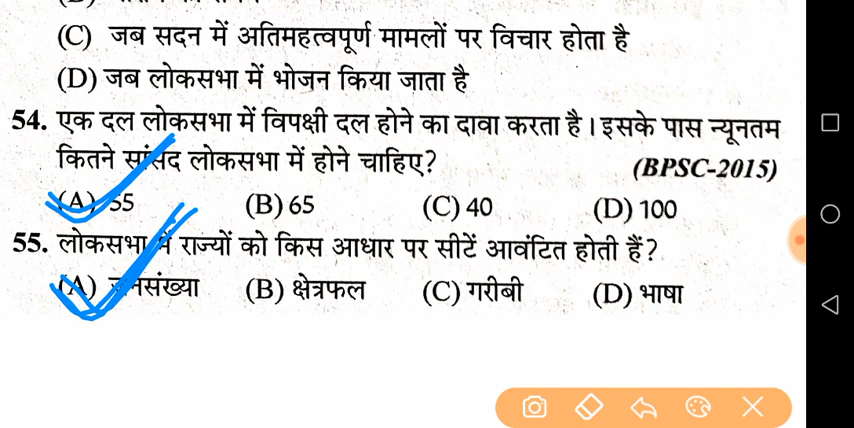 (C) जब सदन में अतिमहत्वपूर्ण मामलों पर विचार होता है
(D) जब लोकसभा में भोजन किया जाता है
54. एक दल लोकसभा में विपक्षी दल होने का दावा करता है। इसके पास न्यूनतम
कितने सांसद लोकसभा में होने चाहिए? (BPSC-2015)
(A) 55 (B) 65 (C) 40 (D) 100
55. लोकसभा में राज्यों को किस आधार पर सीटें आवंटित होती हैं?
(A) जनसंख्या (B) क्षेत्रफल (C) गरीबी (D) भाषा